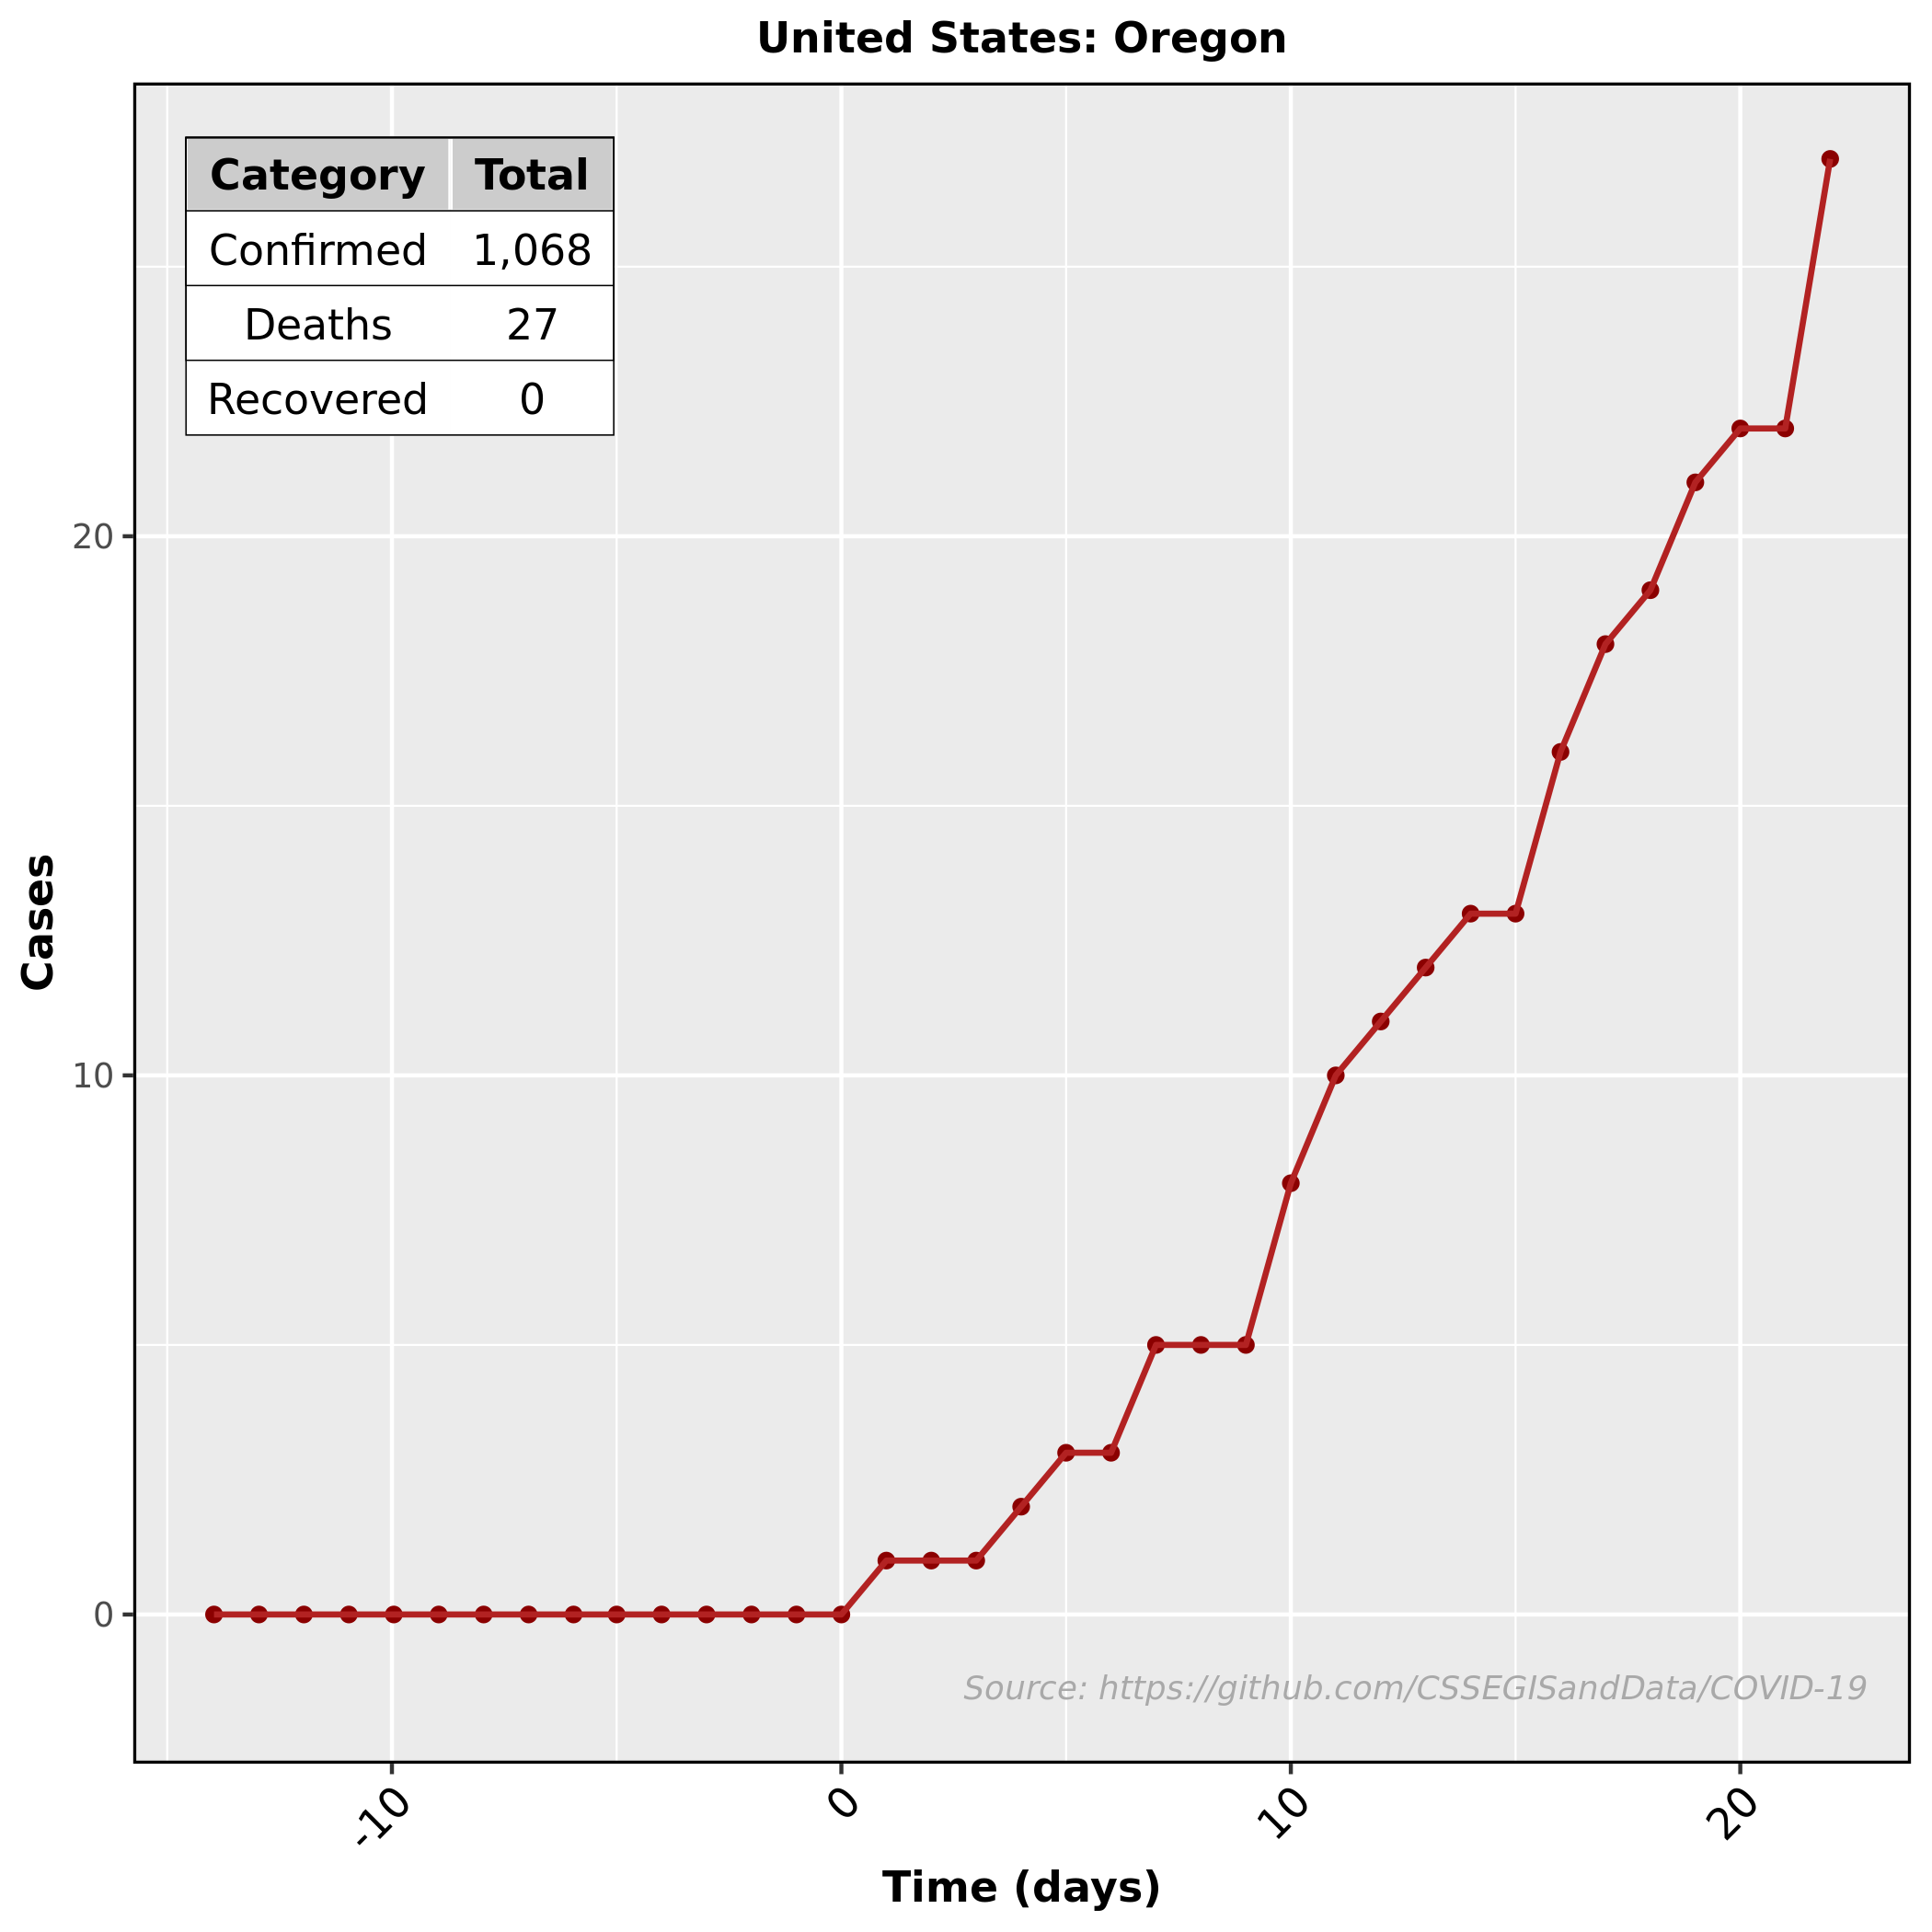 United States: Oregon
Category Total
Confirmed 1,068
Deaths 27
Recovered 0
20
10
0
Cases
Source: https://github.com/CSSEGISandData/COVID-19
-10 0 10 20
Time (days)